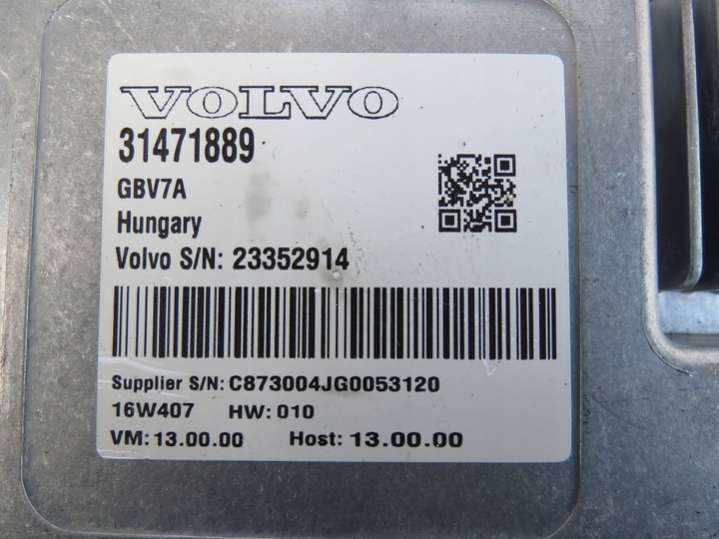 VOLVO
31471889
GBV7A
Hungary
Volvo S/N: 23352914
Supplier S/N: C873004JG0053120
16W407 HW: 010
VM: 13.00.00 Host: 13.00.00